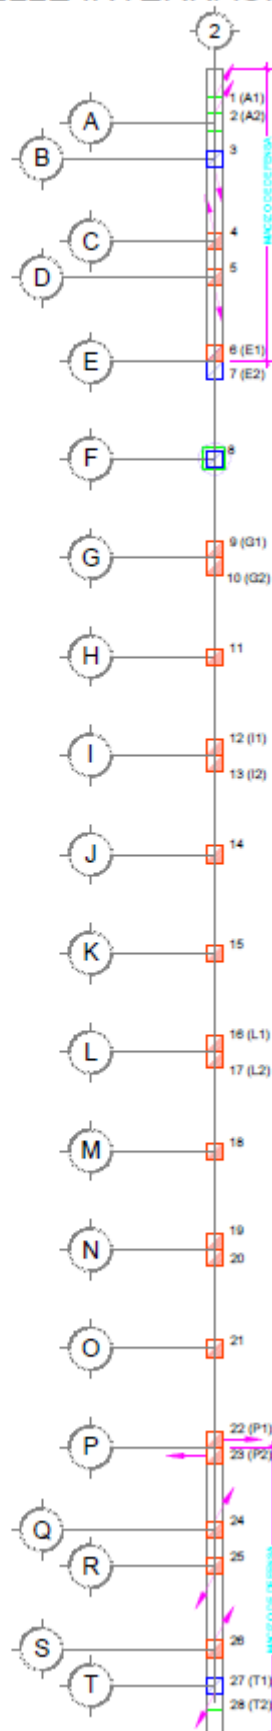 2
1 (A1)
A
2 (A2)
B
3
C
4
D
5
E
6 (E1)
7 (E2)
F
8
G
9 (G1)
10 (G2)
H
11
I
12 (I1)
13 (I2)
J
14
K
15
L
16 (L1)
17 (L2)
M
18
N
19
20
O
21
P
22 (P1)
23 (P2)
Q
24
R
25
S
26
T
27 (T1)
28 (T2)